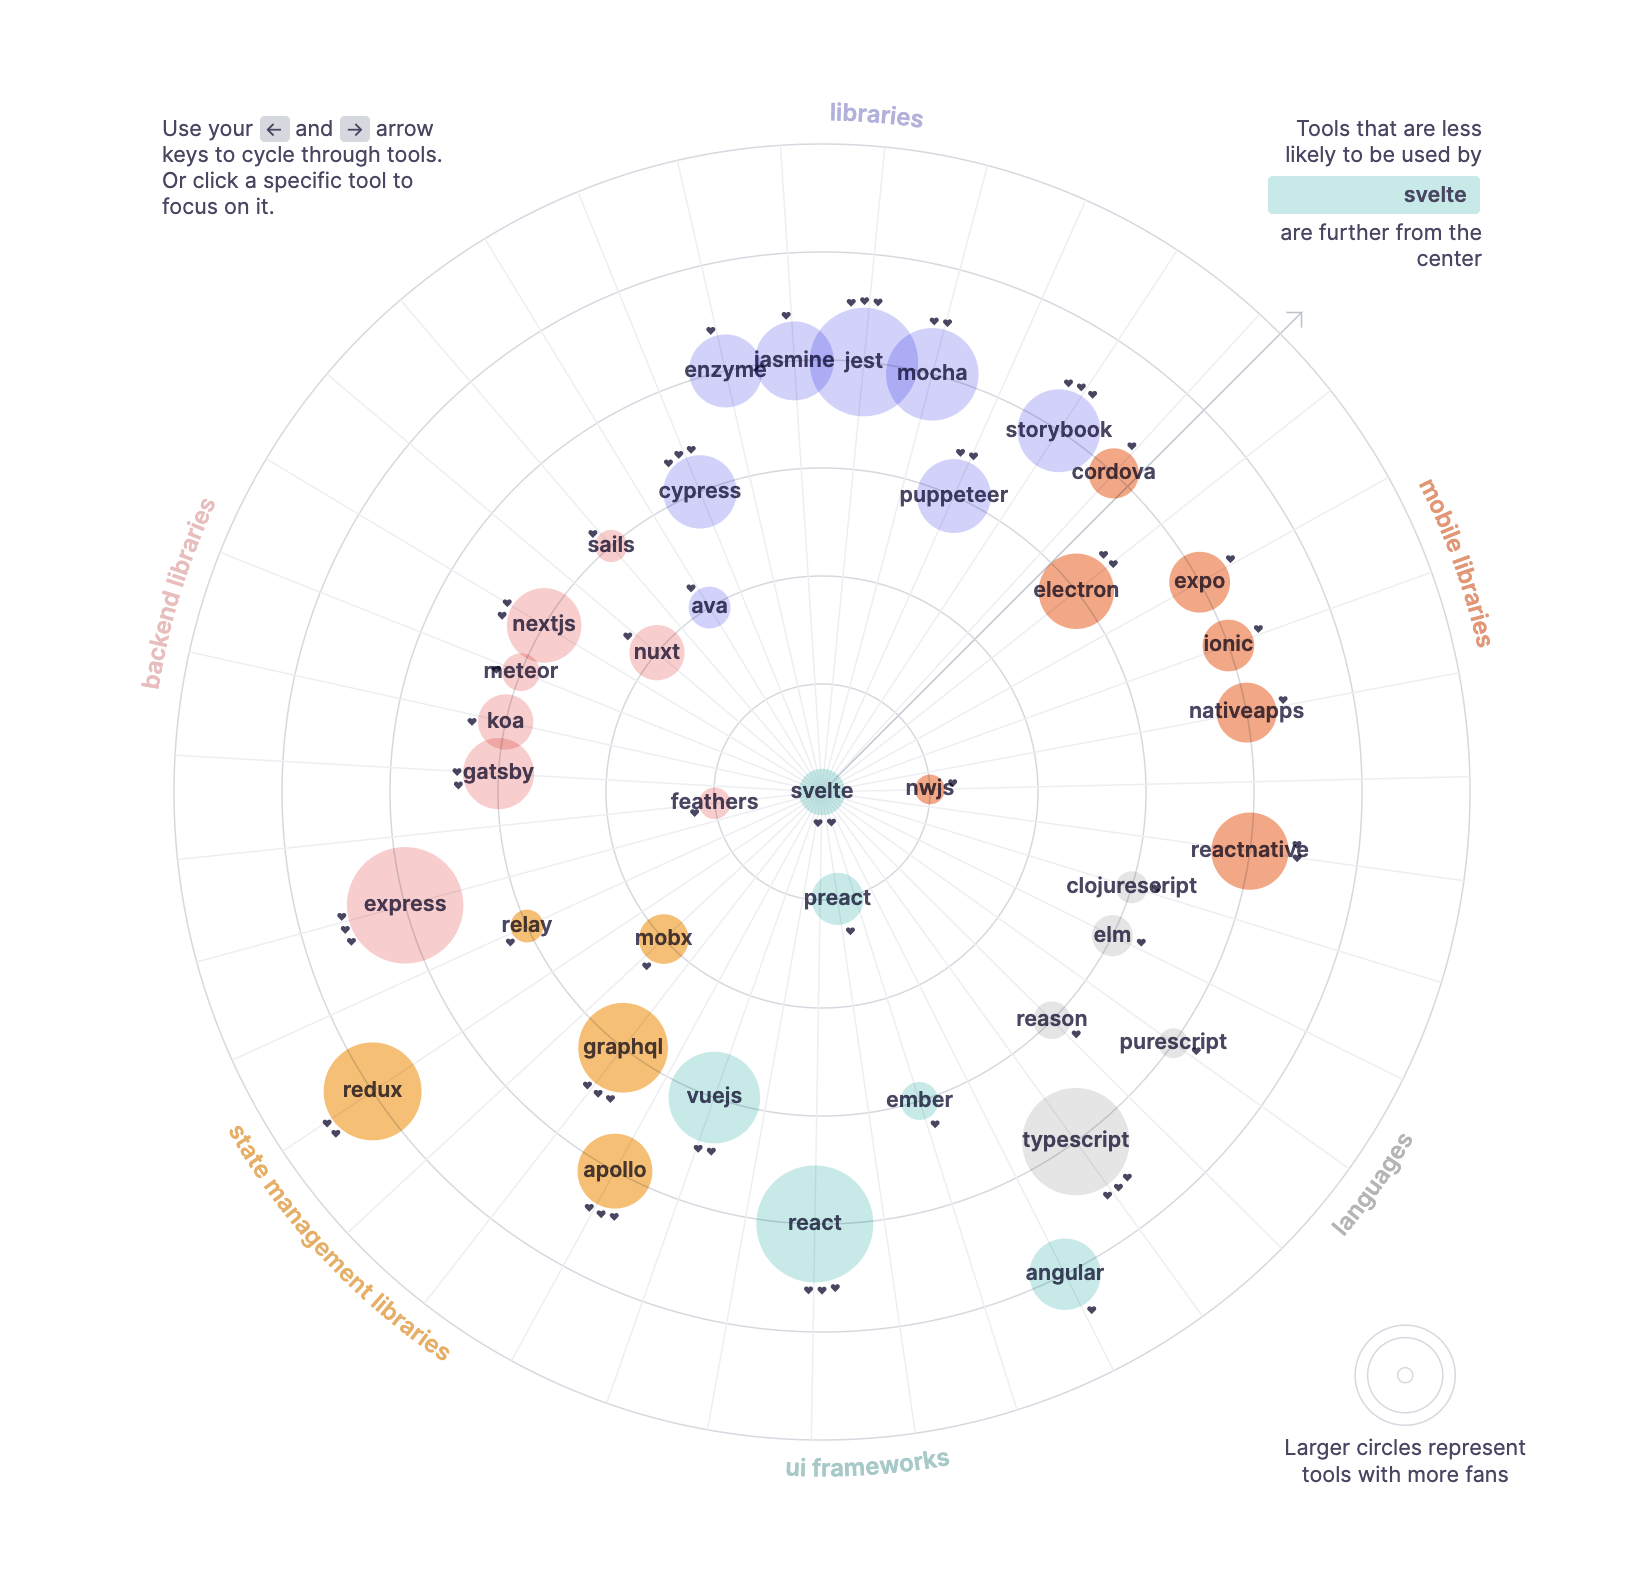 Use your ← and → arrow
keys to cycle through tools.
Or click a specific tool to
focus on it.
Tools that are less
likely to be used by
svelte
are further from the
center
libraries
mobile libraries
backend libraries
enzyme
jasmine
jest
mocha
storybook
cordova
cypress
puppeteer
sails
electron
expo
ava
nextjs
nuxt
ionic
meteor
koa
nativeapps
gatsby
svelte
nwjs
feathers
reactnative
clojurescript
preact
express
relay
mobx
elm
reason
purescript
graphql
redux
vuejs
ember
typescript
apollo
react
angular
state management libraries
languages
ui frameworks
Larger circles represent
tools with more fans